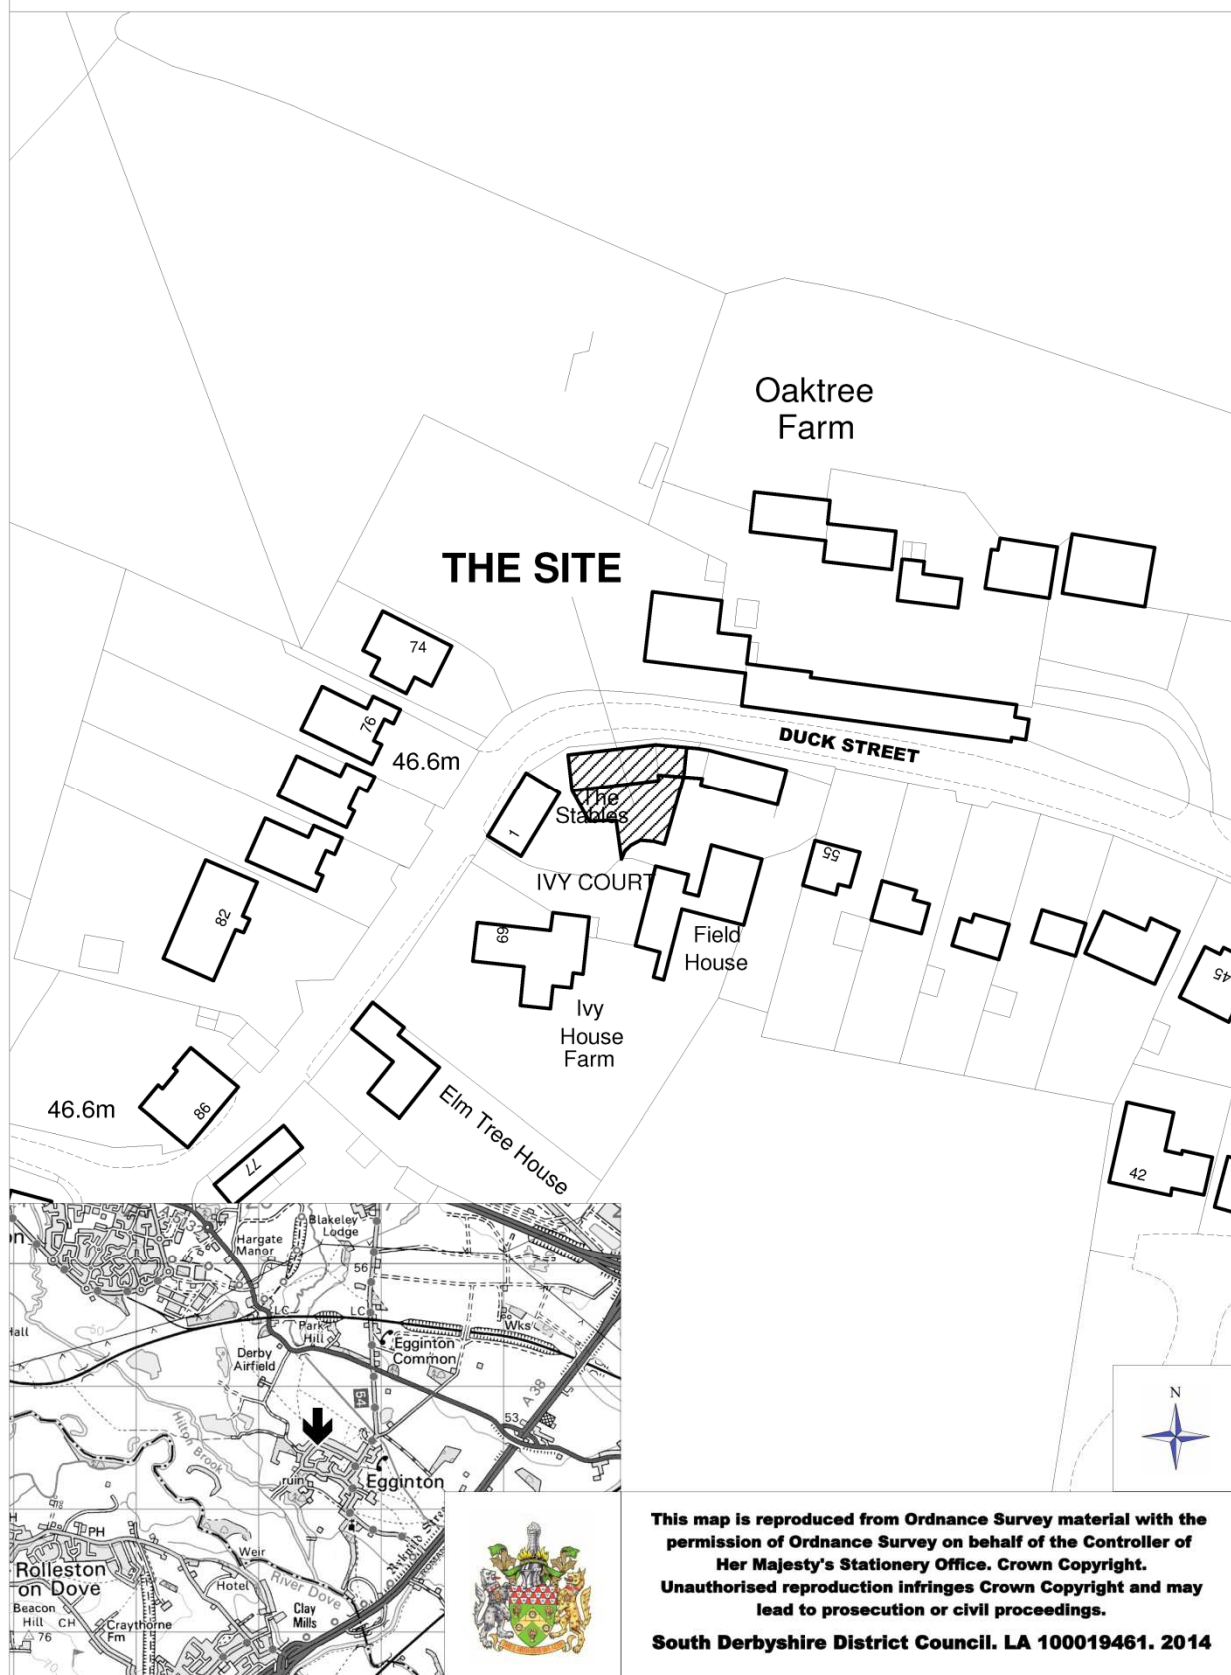 Oaktree
Farm
THE SITE
74
76
46.6m
DUCK STREET
The
Stables
1
IVY COURT
55
82
69
Field
House
45
Ivy
House
Farm
46.6m
86
Elm Tree House
77
42
Blakeley
Lodge
Hargate
Manor
56
LC
LC
Park
Hill
Wks
Egginton
Common
Derby
Airfield
50
A 38
54
53
Hilton Brook
ruin
Egginton
PH
Weir
Rolleston
on Dove
Hotel
River Dove
Beacon
Hill
CH
76
Craythorne
Fm
Clay
Mills
70
N
This map is reproduced from Ordnance Survey material with the
permission of Ordnance Survey on behalf of the Controller of
Her Majesty's Stationery Office. Crown Copyright.
Unauthorised reproduction infringes Crown Copyright and may
lead to prosecution or civil proceedings.
South Derbyshire District Council. LA 100019461. 2014